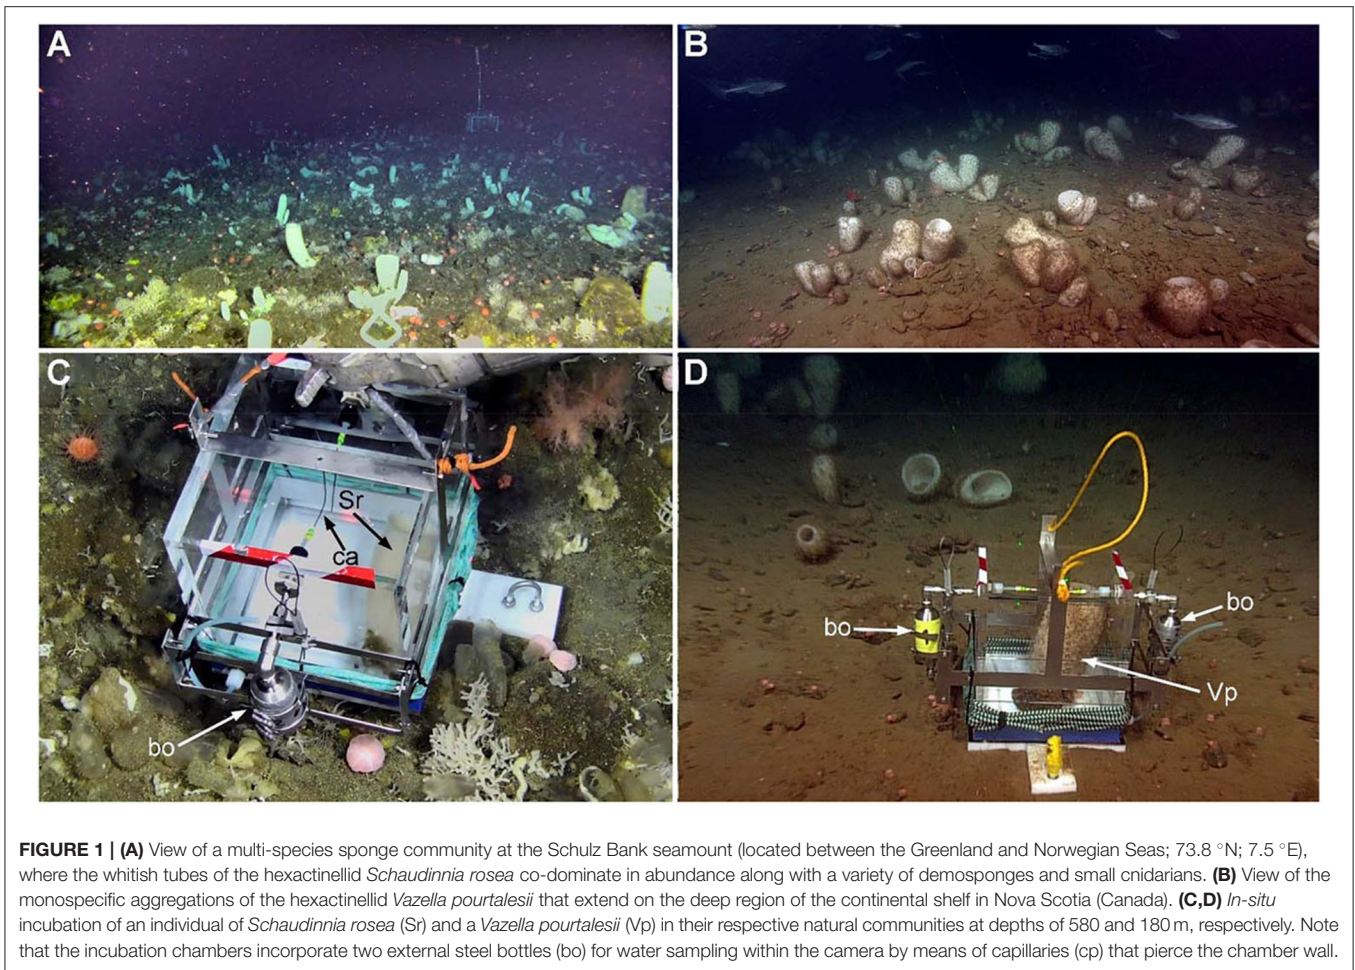 A
B
C
D
Sr
ca
bo
bo
bo
Vp
FIGURE 1 | (A) View of a multi-species sponge community at the Schulz Bank seamount (located between the Greenland and Norwegian Seas; 73.8 °N; 7.5 °E),
where the whitish tubes of the hexactinellid Schaudinnia rosea co-dominate in abundance along with a variety of demosponges and small cnidarians. (B) View of the
monospecific aggregations of the hexactinellid Vazella pourtalesii that extend on the deep region of the continental shelf in Nova Scotia (Canada). (C,D) In-situ
incubation of an individual of Schaudinnia rosea (Sr) and a Vazella pourtalesii (Vp) in their respective natural communities at depths of 580 and 180 m, respectively. Note
that the incubation chambers incorporate two external steel bottles (bo) for water sampling within the camera by means of capillaries (cp) that pierce the chamber wall.